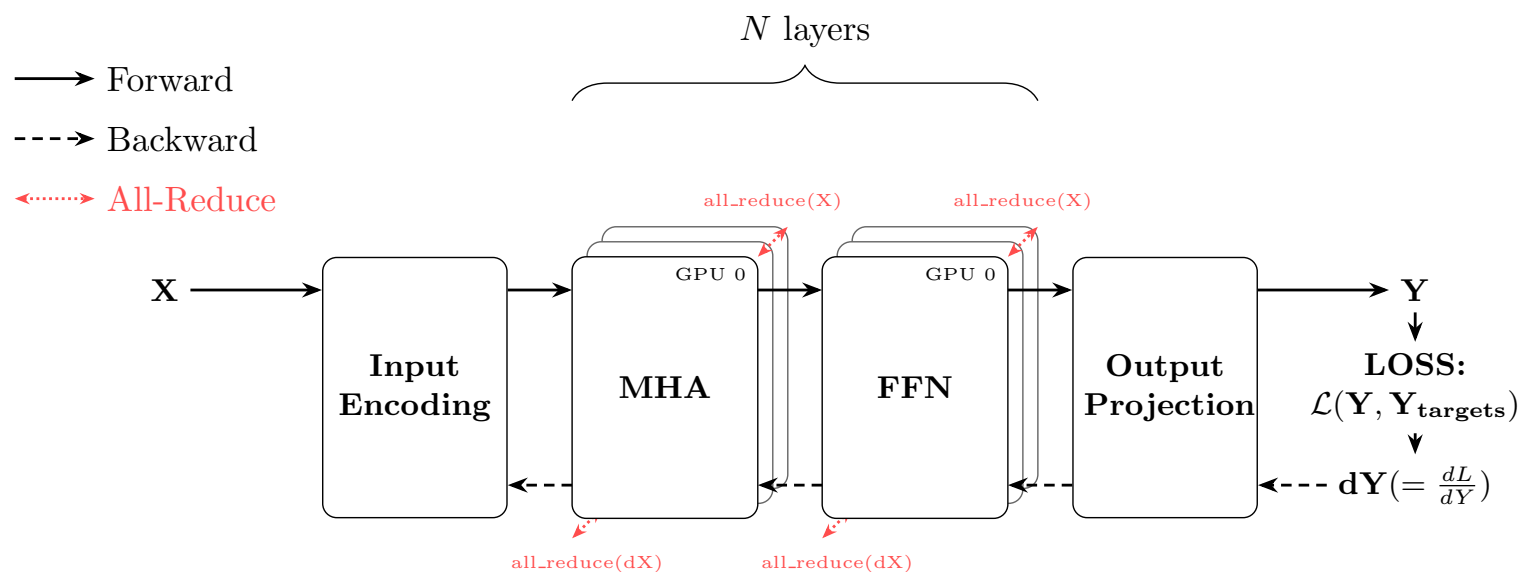 N layers
Forward
Backward
All-Reduce
all_reduce(X)
all_reduce(X)
GPU 0
GPU 0
X
Y
Input
Encoding
MHA
FFN
Output
Projection
LOSS:
ℒ(Y, Y_targets)
dY(= dL/dY)
all_reduce(dX)
all_reduce(dX)